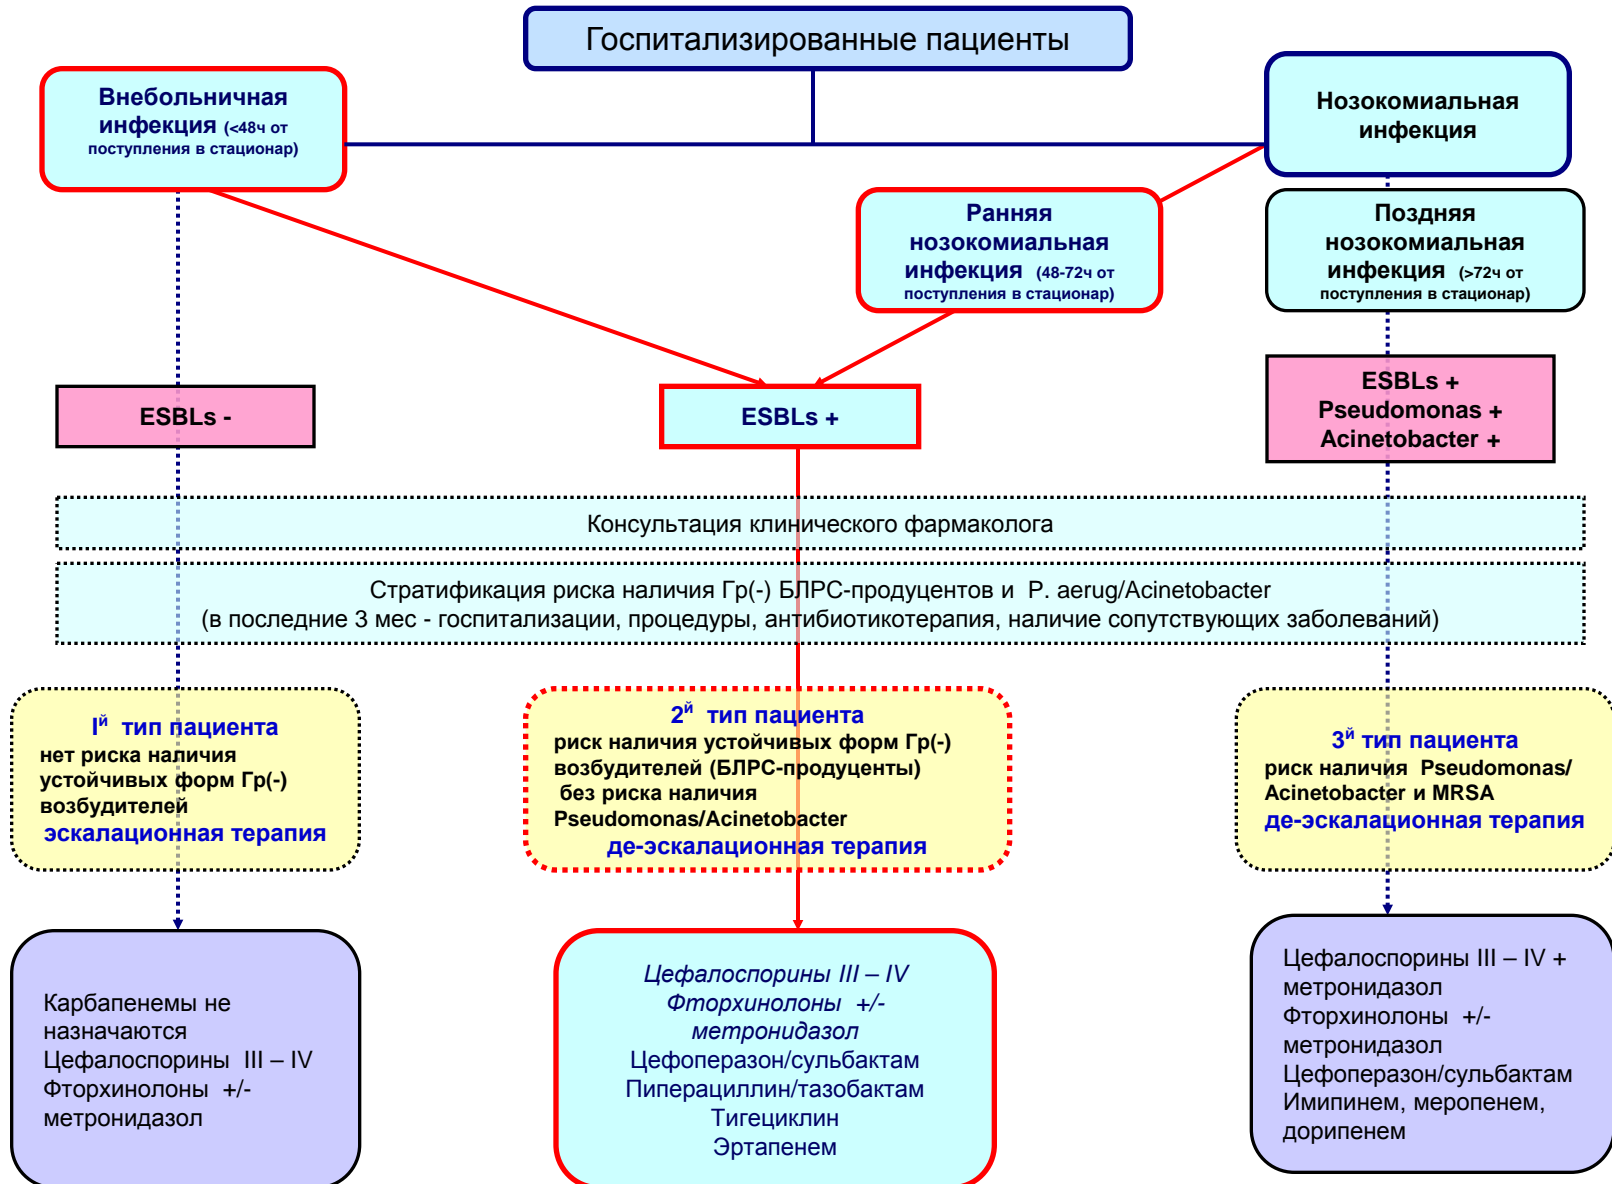 Госпитализированные пациенты
Внебольничная
инфекция (<48ч от
поступления в стационар)
Нозокомиальная
инфекция
Ранняя
нозокомиальная
инфекция (48-72ч от
поступления в стационар)
Поздняя
нозокомиальная
инфекция (>72ч от
поступления в стационар)
ESBLs -
ESBLs +
ESBLs +
Pseudomonas +
Acinetobacter +
Консультация клинического фармаколога
Стратификация риска наличия Гр(-) БЛРС-продуцентов и P. aerug/Acinetobacter
(в последние 3 мес - госпитализации, процедуры, антибиотикотерапия, наличие сопутствующих заболеваний)
Iй тип пациента
нет риска наличия
устойчивых форм Гр(-)
возбудителей
эскалационная терапия
2й тип пациента
риск наличия устойчивых форм Гр(-)
возбудителей (БЛРС-продуценты)
без риска наличия
Pseudomonas/Acinetobacter
де-эскалационная терапия
3й тип пациента
риск наличия Pseudomonas/
Acinetobacter и MRSA
де-эскалационная терапия
Карбапенемы не
назначаются
Цефалоспорины III – IV
Фторхинолоны +/-
метронидазол
Цефалоспорины III – IV
Фторхинолоны +/-
метронидазол
Цефоперазон/сульбактам
Пиперациллин/тазобактам
Тигециклин
Эртапенем
Цефалоспорины III – IV +
метронидазол
Фторхинолоны +/-
метронидазол
Цефоперазон/сульбактам
Имипинем, меропенем,
дорипенем